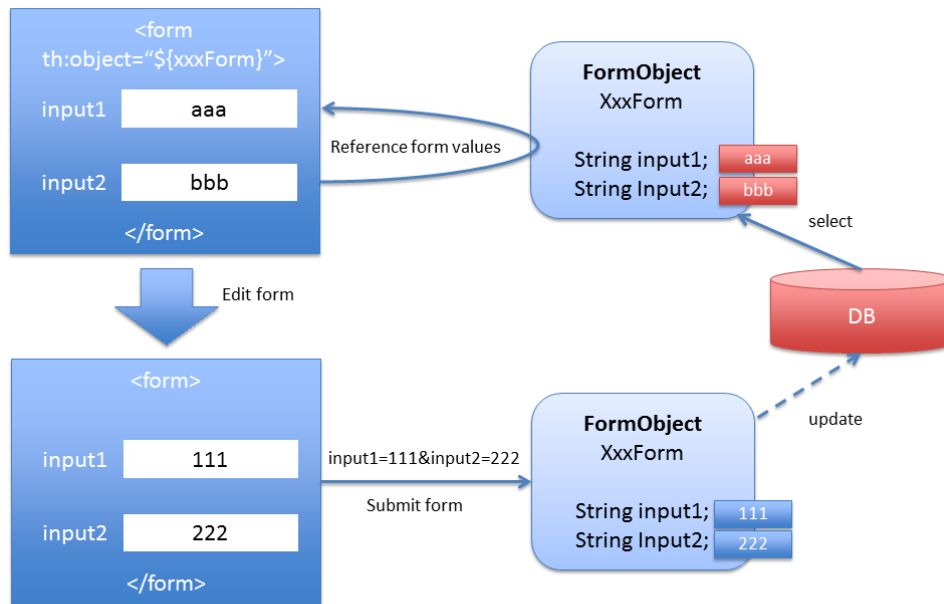 <form
th:object=“${xxxForm}”>
input1
aaa
input2
bbb
</form>
Reference form values
FormObject
XxxForm
String input1;
aaa
String Input2;
bbb
select
DB
update
Edit form
<form>
input1
111
input2
222
</form>
input1=111&input2=222
Submit form
FormObject
XxxForm
String input1;
111
String Input2;
222